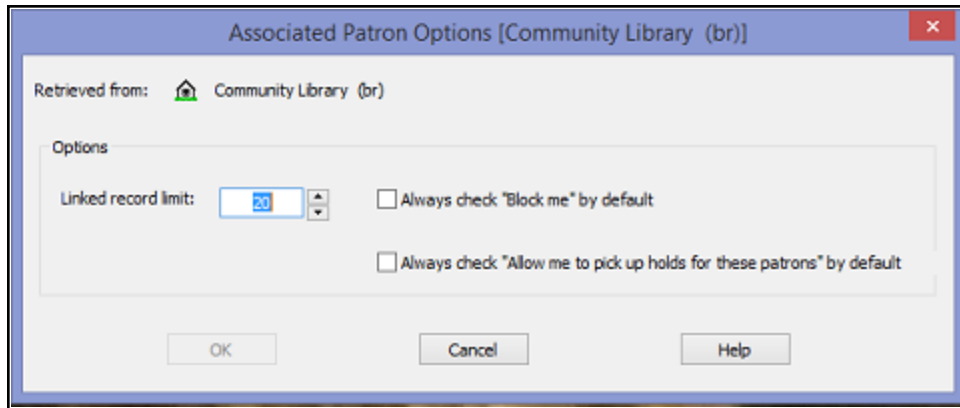 Associated Patron Options [Community Library (br)]
Retrieved from: Community Library (br)
Options
Linked record limit: 20 Always check "Block me" by default
Always check "Allow me to pick up holds for these patrons" by default
OK Cancel Help